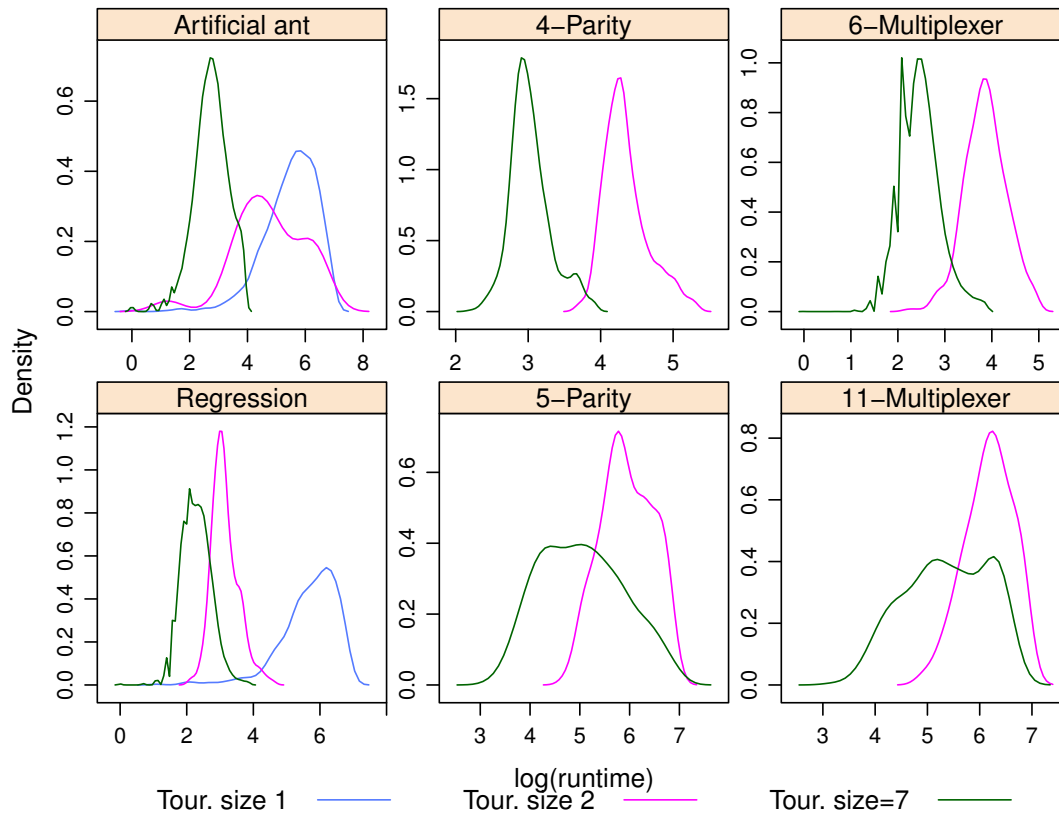 Artificial ant
4−Parity
6−Multiplexer
0.0 0.2 0.4 0.6
0.0 0.5 1.0 1.5
0.0 0.2 0.4 0.6 0.8 1.0
0 2 4 6 8
2 3 4 5
0 1 2 3 4 5
Density
Regression
5−Parity
11−Multiplexer
0.0 0.2 0.4 0.6 0.8 1.0 1.2
0.0 0.2 0.4 0.6
0.0 0.2 0.4 0.6 0.8
0 2 4 6
3 4 5 6 7
3 4 5 6 7
log(runtime)
Tour. size 1
Tour. size 2
Tour. size=7